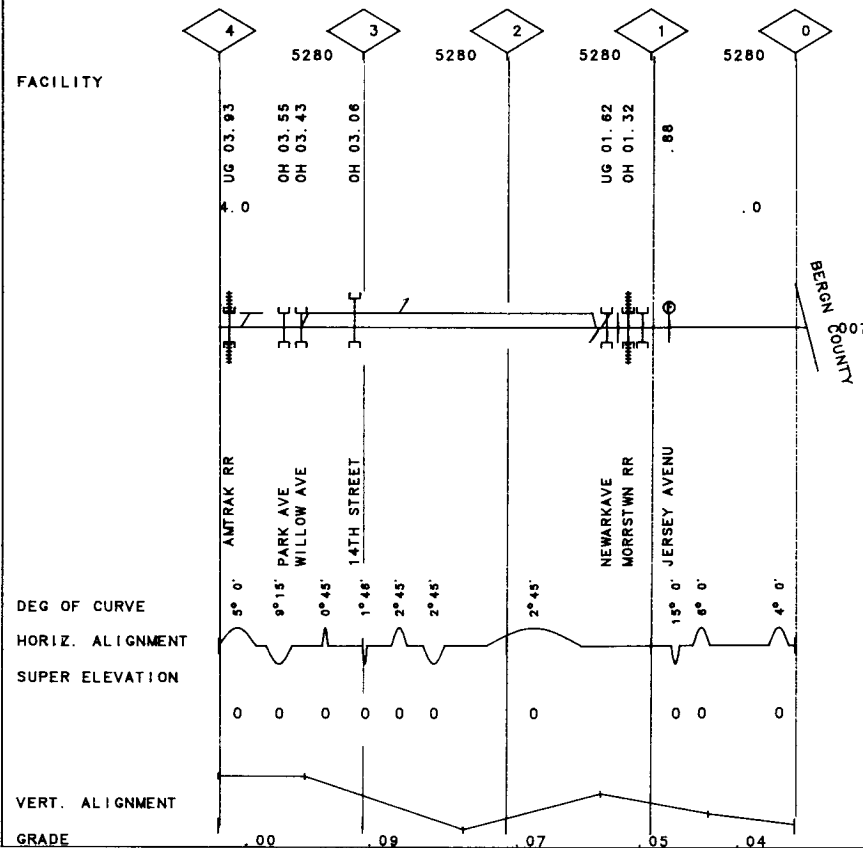 4 3 2 1 0
5280 5280 5280 5280
FACILITY
UG 03.93
OH 03.55
OH 03.43
OH 03.06
UG 01.62
OH 01.32
.88
4.0
.0
P
BERGN COUNTY
007
AMTRAK RR
PARK AVE
WILLOW AVE
14TH STREET
NEWARKAVE
MORRSTWN RR
JERSEY AVENU
DEG OF CURVE
5° 0' 9° 15' 0° 45' 1° 46' 2° 45' 2° 45' 2° 45' 15° 0' 6° 0' 4° 0'
HORIZ. ALIGNMENT
SUPER ELEVATION
0 0 0 0 0 0 0 0 0 0
VERT. ALIGNMENT
GRADE .00 .09 .07 .05 .04